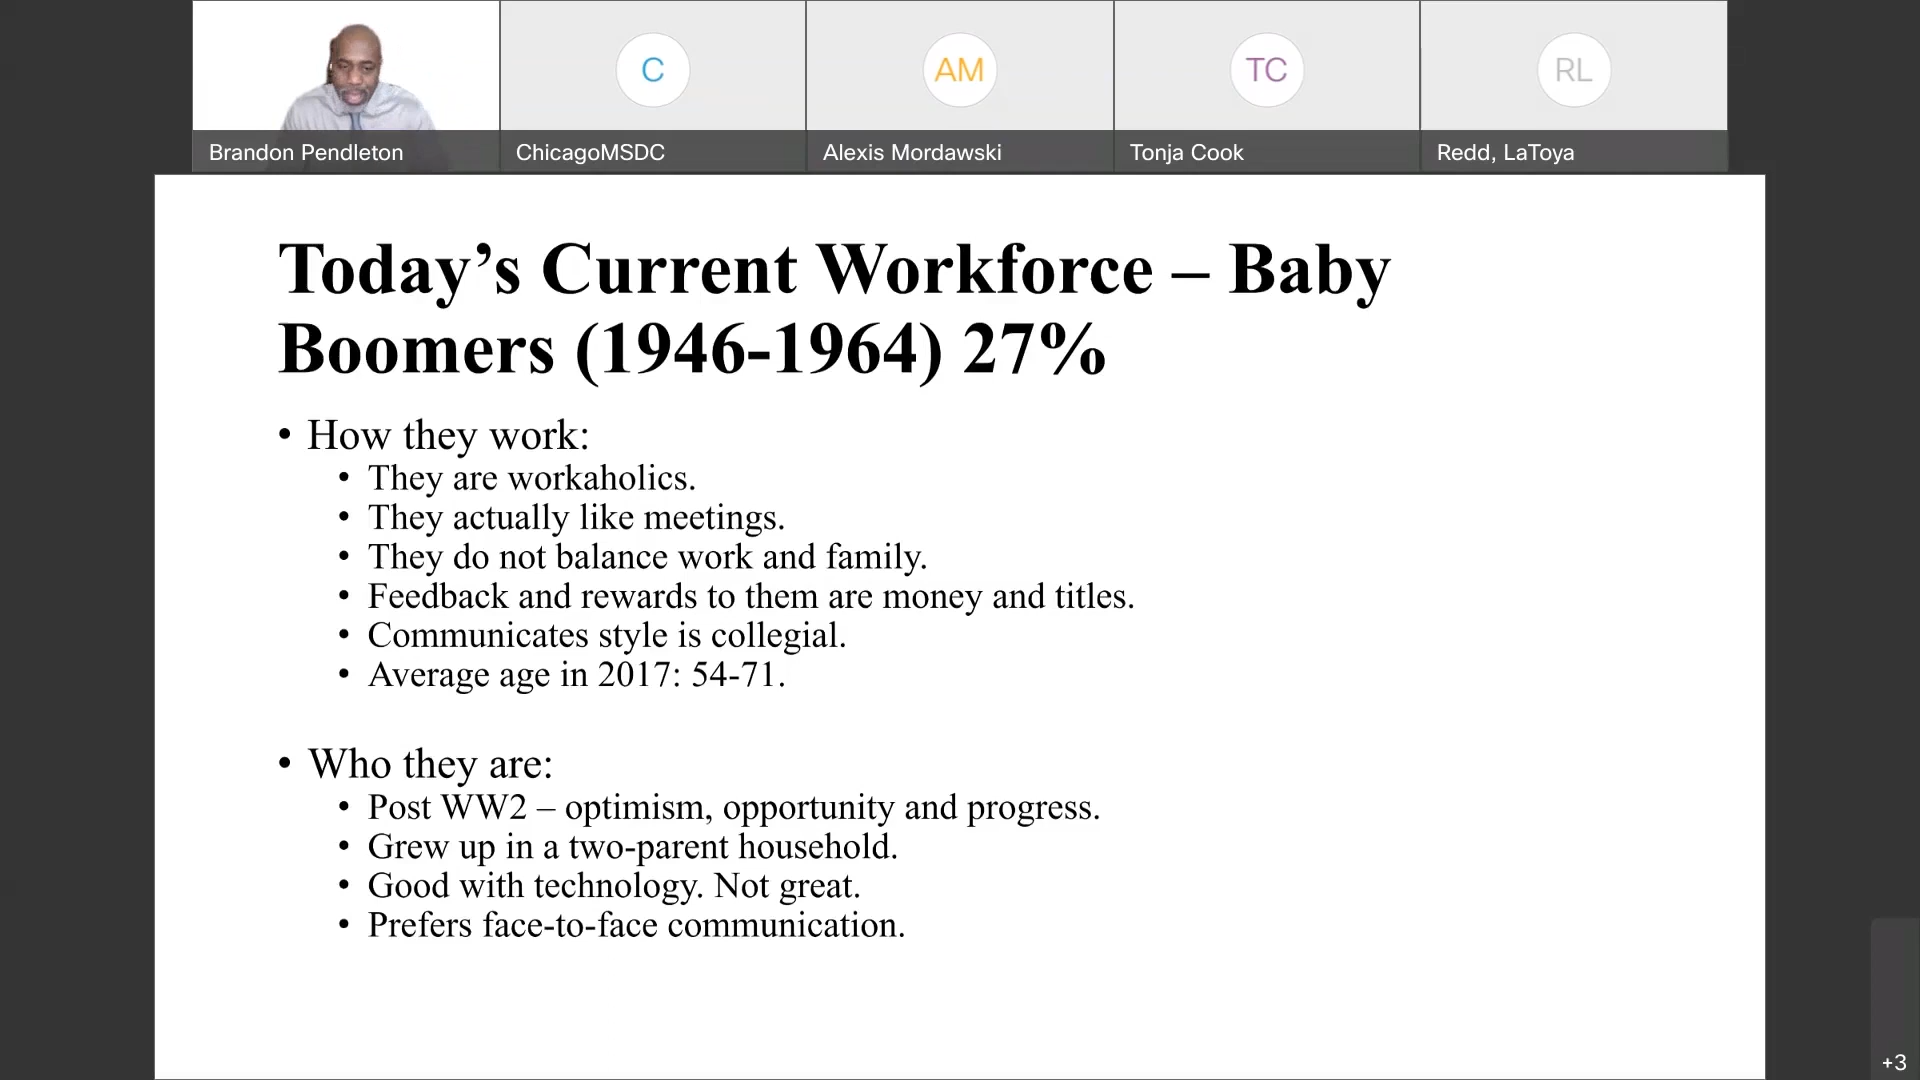 C
AM
TC
RL
Brandon Pendleton
ChicagoMSDC
Alexis Mordawski
Tonja Cook
Redd, LaToya
Today’s Current Workforce – Baby
Boomers (1946-1964) 27%
• How they work:
• They are workaholics.
• They actually like meetings.
• They do not balance work and family.
• Feedback and rewards to them are money and titles.
• Communicates style is collegial.
• Average age in 2017: 54-71.
• Who they are:
• Post WW2 – optimism, opportunity and progress.
• Grew up in a two-parent household.
• Good with technology. Not great.
• Prefers face-to-face communication.
+3